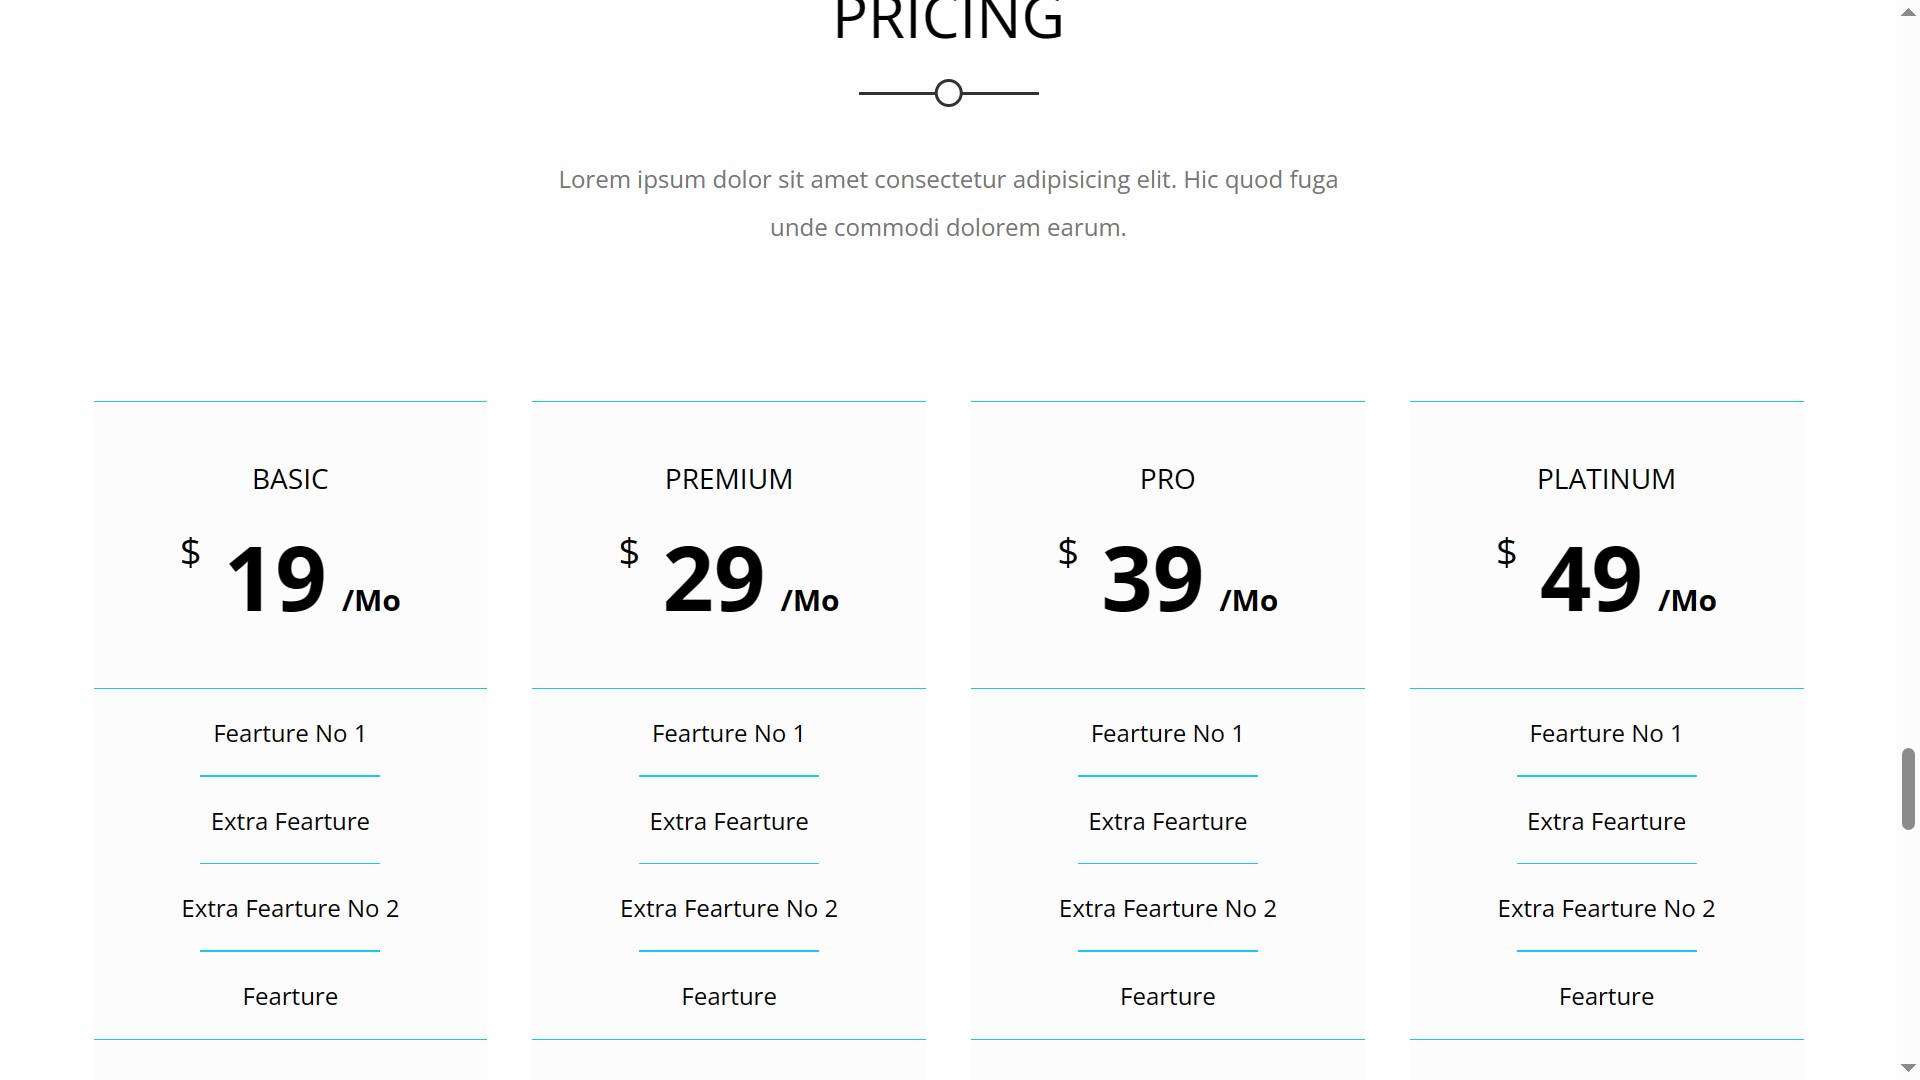 PRICING
Lorem ipsum dolor sit amet consectetur adipisicing elit. Hic quod fuga
unde commodi dolorem earum.
BASIC
$ 19 /Mo
Fearture No 1
Extra Fearture
Extra Fearture No 2
Fearture
PREMIUM
$ 29 /Mo
Fearture No 1
Extra Fearture
Extra Fearture No 2
Fearture
PRO
$ 39 /Mo
Fearture No 1
Extra Fearture
Extra Fearture No 2
Fearture
PLATINUM
$ 49 /Mo
Fearture No 1
Extra Fearture
Extra Fearture No 2
Fearture